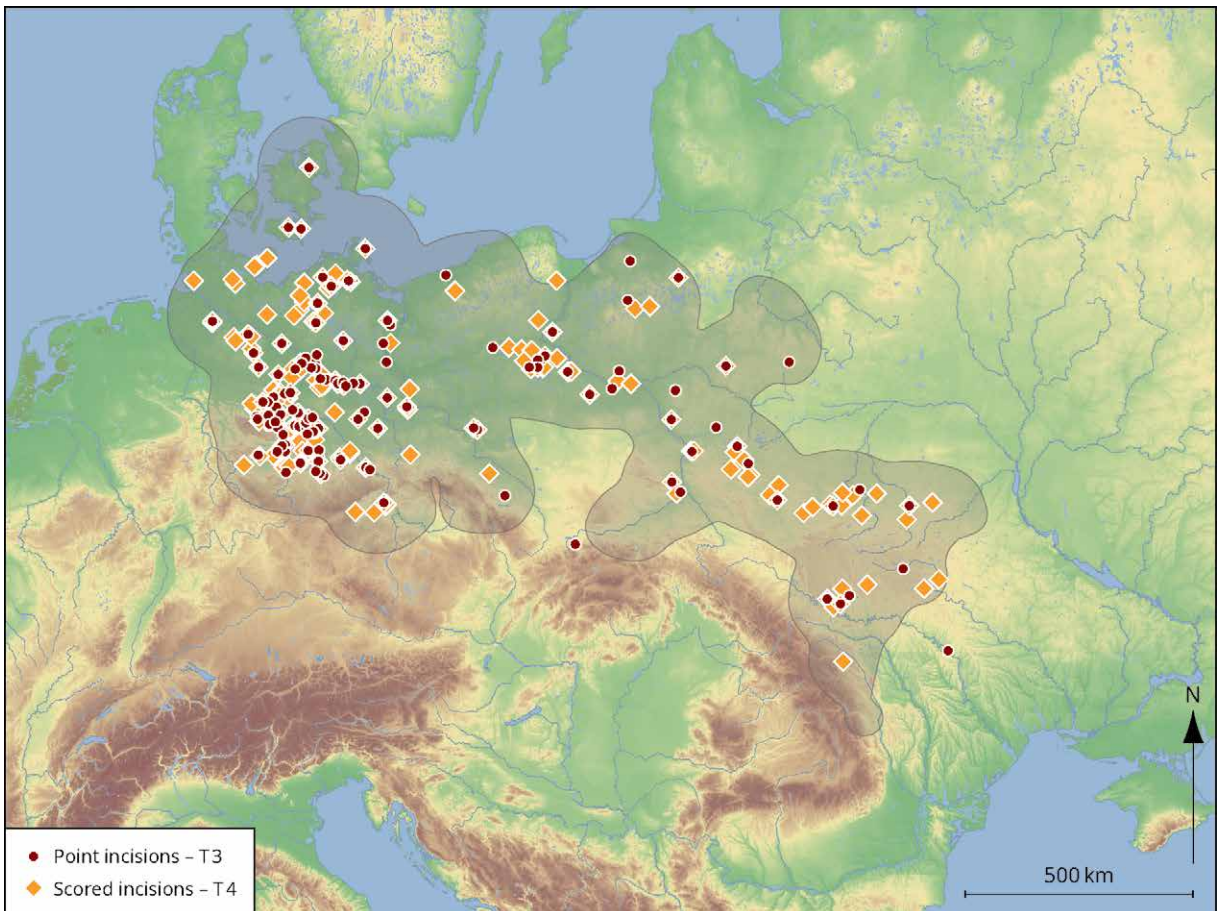 N
500 km
Point incisions – T3
Scored incisions – T4